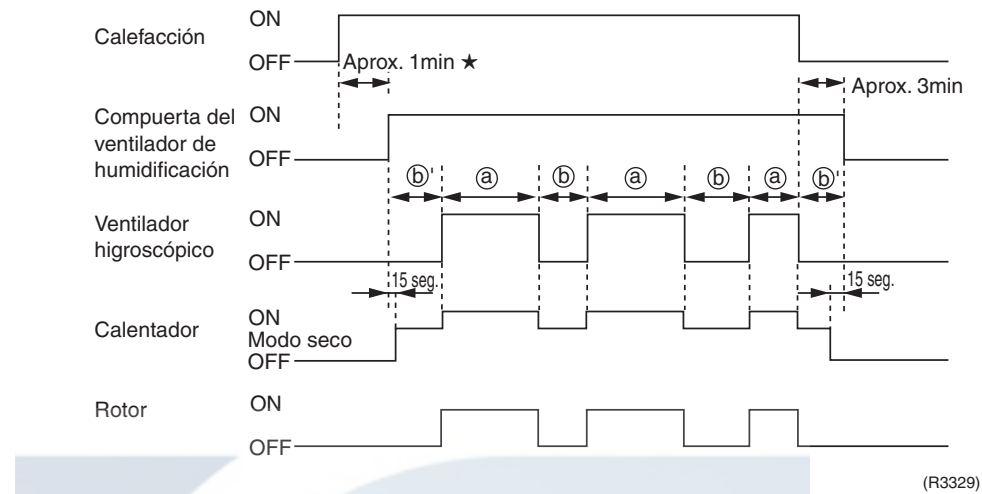 ON
Calefacción
OFF
Aprox. 1min ★
Aprox. 3min
Compuerta del
ventilador de
humidificación
ON
OFF
ⓑ' ⓐ ⓑ ⓐ ⓑ ⓐ ⓑ'
Ventilador
higroscópico
ON
OFF
15 seg.
15 seg.
Calentador
ON
Modo seco
OFF
Rotor
ON
OFF
(R3329)